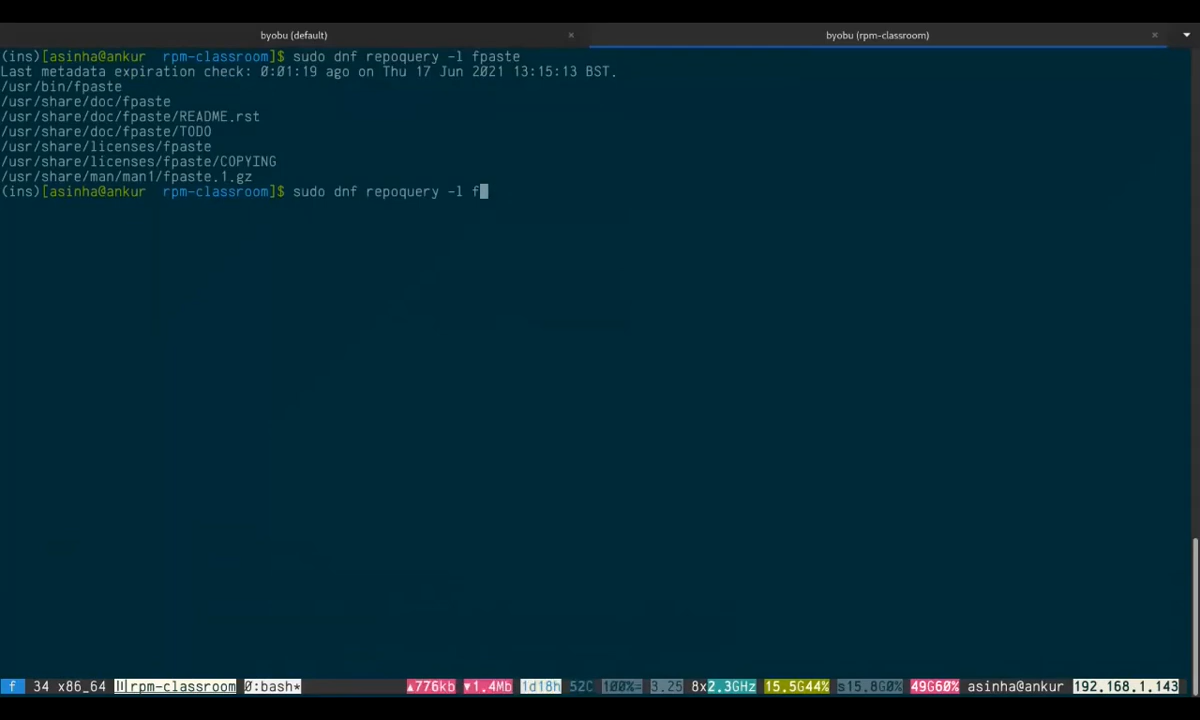 byobu (default) × byobu (rpm-classroom) ×
(ins)[asinha@ankur  rpm-classroom]$ sudo dnf repoquery -l fpaste
Last metadata expiration check: 0:01:19 ago on Thu 17 Jun 2021 13:15:13 BST.
/usr/bin/fpaste
/usr/share/doc/fpaste
/usr/share/doc/fpaste/README.rst
/usr/share/doc/fpaste/TODO
/usr/share/licenses/fpaste
/usr/share/licenses/fpaste/COPYING
/usr/share/man/man1/fpaste.1.gz
(ins)[asinha@ankur  rpm-classroom]$ sudo dnf repoquery -l f
f 34 x86_64 rpm-classroom 0:bash* ▲776kb ▼1.4Mb 1d18h 52C 100%= 3.25 8x2.3GHz 15.5G44% s15.8G0% 49G60% asinha@ankur 192.168.1.143